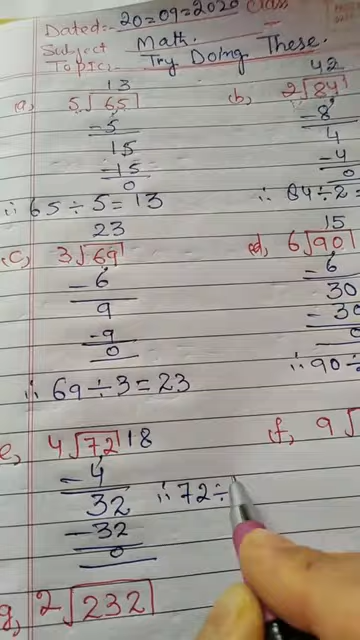 Dated:- 20=09=2020 Class
Subject Math.
Topic:- Try Doing These.
(a) 13 (b) 42
5√65 2√84
-5 -8
15 4
-15 -4
0 0
∴ 65 ÷ 5 = 13 ∴ 84 ÷ 2 =
23 15
(c) 3√69 (d) 6√90
-6 -6
9 30
-9 -30
0 0
∴ 69 ÷ 3 = 23 ∴ 90 ÷
e, 4√72 18 f, 9√
-4
32 ∴ 72 ÷
-32
0
g, 2√232